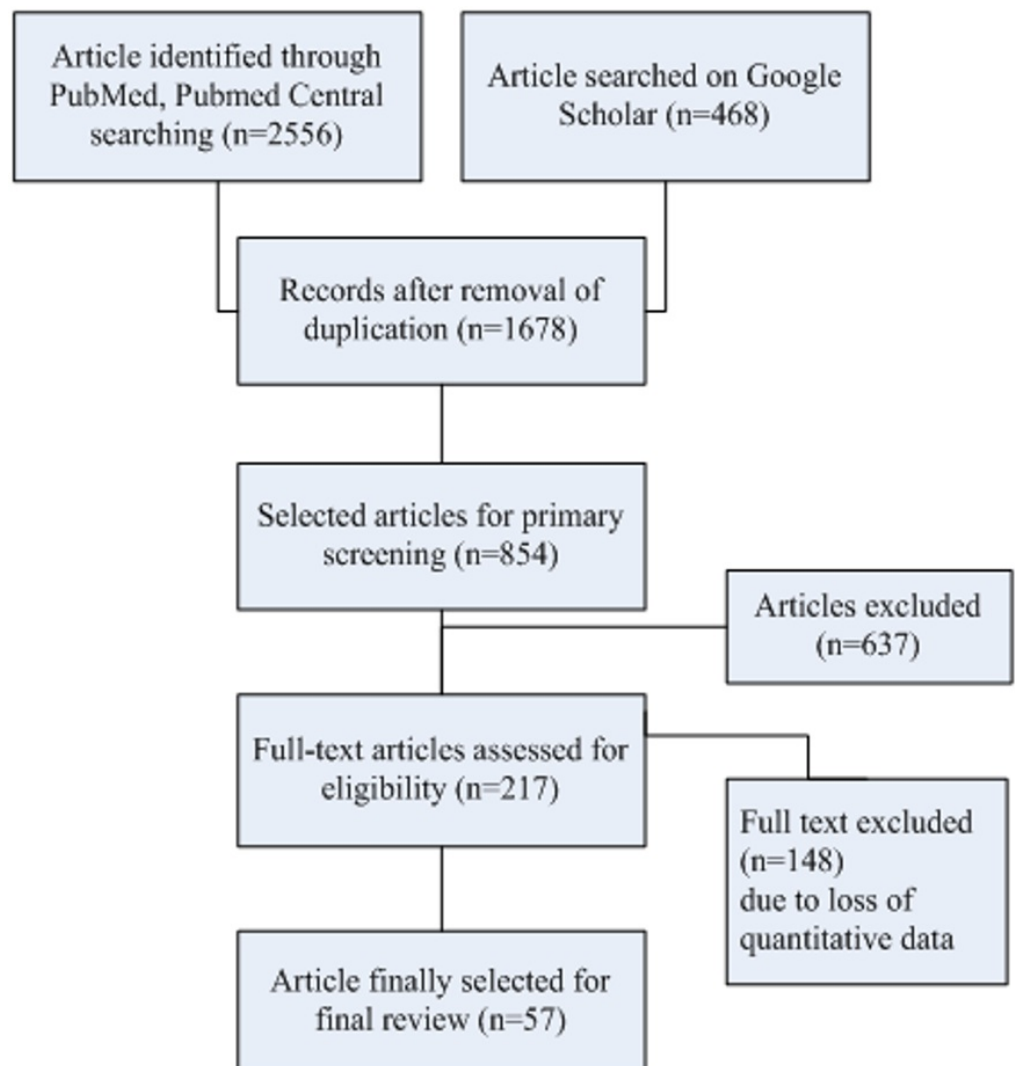 Article identified through
PubMed, Pubmed Central
searching (n=2556)
Article searched on Google
Scholar (n=468)
Records after removal of
duplication (n=1678)
Selected articles for primary
screening (n=854)
Articles excluded
(n=637)
Full-text articles assessed for
eligibility (n=217)
Full text excluded
(n=148)
due to loss of
quantitative data
Article finally selected for
final review (n=57)